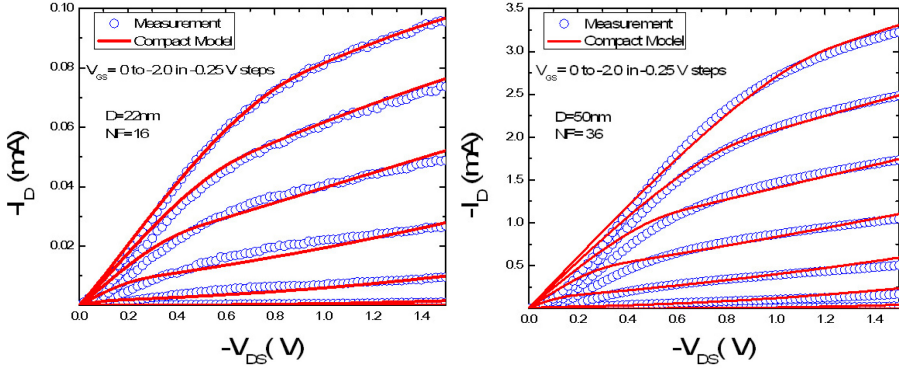 0.10
0.08
0.06
0.04
0.02
-I_D (mA)
Measurement
Compact Model
V_GS = 0 to -2.0 in -0.25 V steps
D=22nm
NF=16
0.0 0.2 0.4 0.6 0.8 1.0 1.2 1.4
-V_DS( V)
3.5
3.0
2.5
2.0
1.5
1.0
0.5
0.0
-I_D (mA)
Measurement
Compact Model
V_GS = 0 to -2.0 in -0.25 V steps
D=50nm
NF=36
0.0 0.2 0.4 0.6 0.8 1.0 1.2 1.4
-V_DS( V)